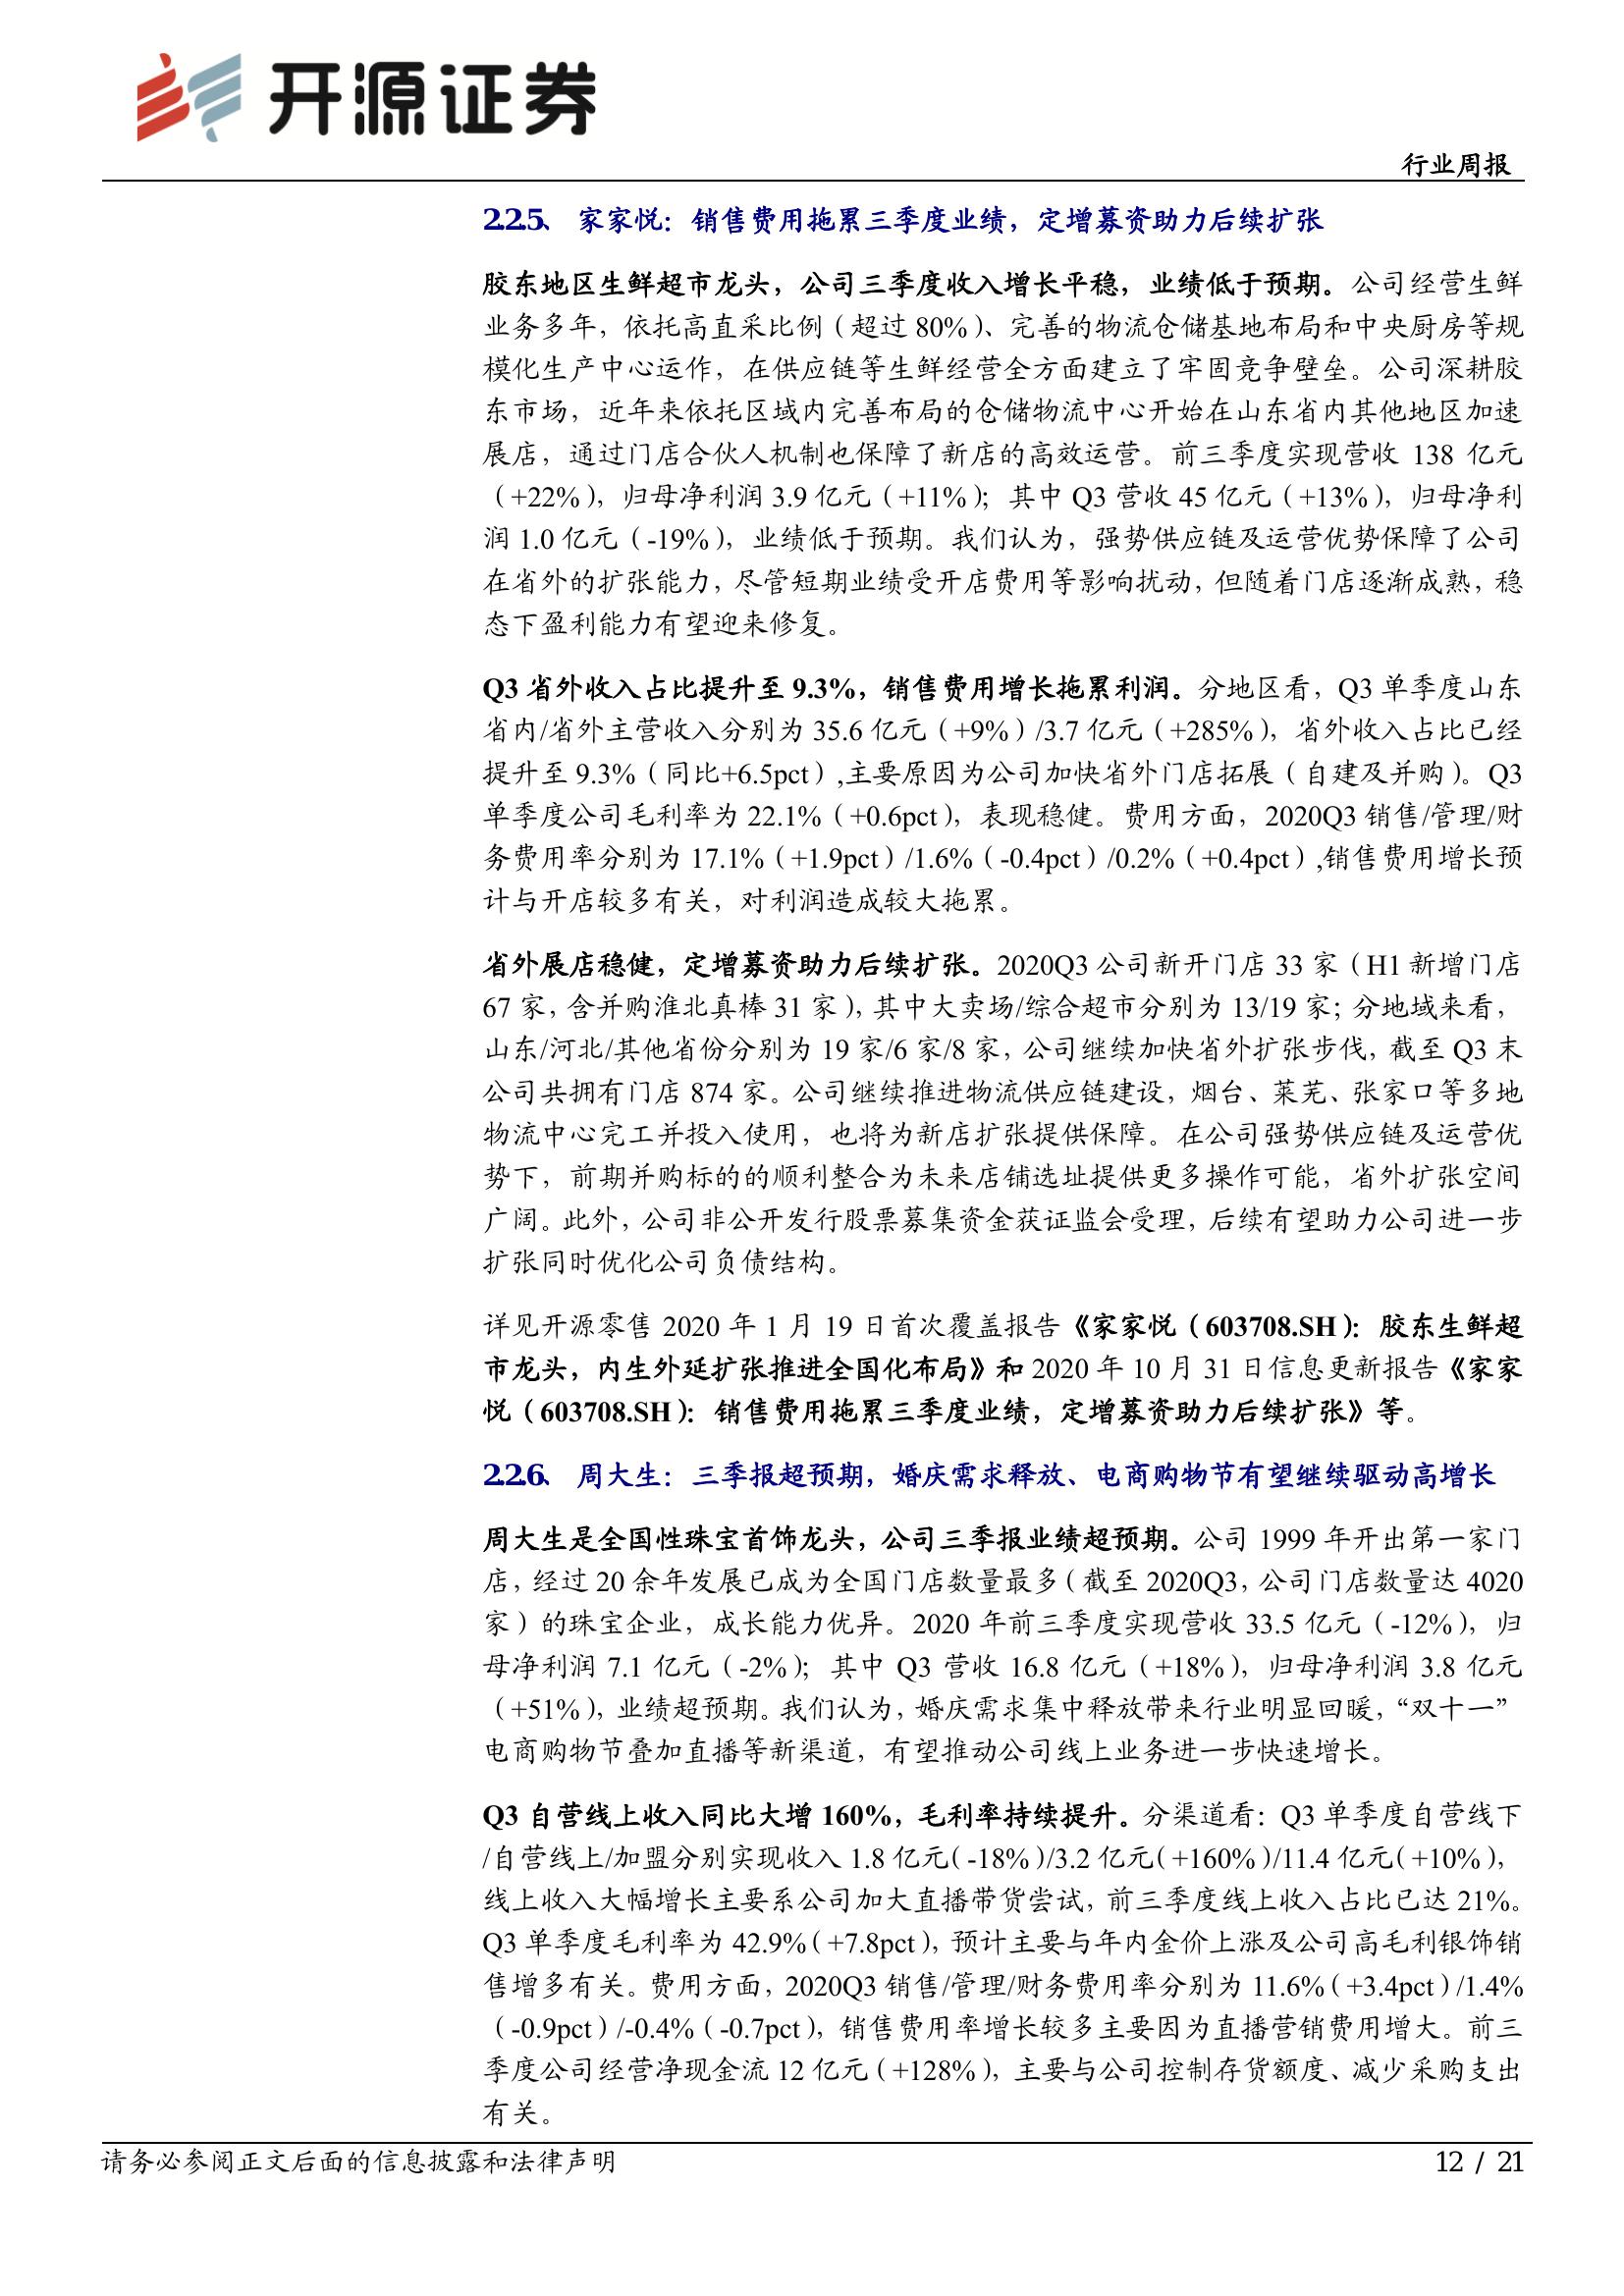 开源证券
行业周报
2.2.5、 家家悦：销售费用拖累三季度业绩，定增募资助力后续扩张
胶东地区生鲜超市龙头，公司三季度收入增长平稳，业绩低于预期。公司经营生鲜
业务多年，依托高直采比例（超过 80%）、完善的物流仓储基地布局和中央厨房等规
模化生产中心运作，在供应链等生鲜经营全方面建立了牢固竞争壁垒。公司深耕胶
东市场，近年来依托区域内完善布局的仓储物流中心开始在山东省内其他地区加速
展店，通过门店合伙人机制也保障了新店的高效运营。前三季度实现营收 138 亿元
（+22%），归母净利润 3.9 亿元（+11%）；其中 Q3 营收 45 亿元（+13%），归母净利
润 1.0 亿元（-19%），业绩低于预期。我们认为，强势供应链及运营优势保障了公司
在省外的扩张能力，尽管短期业绩受开店费用等影响扰动，但随着门店逐渐成熟，稳
态下盈利能力有望迎来修复。
Q3 省外收入占比提升至 9.3%，销售费用增长拖累利润。分地区看，Q3 单季度山东
省内/省外主营收入分别为 35.6 亿元（+9%）/3.7 亿元（+285%），省外收入占比已经
提升至 9.3%（同比+6.5pct）,主要原因为公司加快省外门店拓展（自建及并购）。Q3
单季度公司毛利率为 22.1%（+0.6pct），表现稳健。费用方面，2020Q3 销售/管理/财
务费用率分别为 17.1%（+1.9pct）/1.6%（-0.4pct）/0.2%（+0.4pct）,销售费用增长预
计与开店较多有关，对利润造成较大拖累。
省外展店稳健，定增募资助力后续扩张。2020Q3 公司新开门店 33 家（H1 新增门店
67 家，含并购淮北真棒 31 家），其中大卖场/综合超市分别为 13/19 家；分地域来看，
山东/河北/其他省份分别为 19 家/6 家/8 家，公司继续加快省外扩张步伐，截至 Q3 末
公司共拥有门店 874 家。公司继续推进物流供应链建设，烟台、莱芜、张家口等多地
物流中心完工并投入使用，也将为新店扩张提供保障。在公司强势供应链及运营优
势下，前期并购标的的顺利整合为未来店铺选址提供更多操作可能，省外扩张空间
广阔。此外，公司非公开发行股票募集资金获证监会受理，后续有望助力公司进一步
扩张同时优化公司负债结构。
详见开源零售 2020 年 1 月 19 日首次覆盖报告《家家悦（603708.SH）：胶东生鲜超
市龙头，内生外延扩张推进全国化布局》和 2020 年 10 月 31 日信息更新报告《家家
悦（603708.SH）：销售费用拖累三季度业绩，定增募资助力后续扩张》等。
2.2.6、 周大生：三季报超预期，婚庆需求释放、电商购物节有望继续驱动高增长
周大生是全国性珠宝首饰龙头，公司三季报业绩超预期。公司 1999 年开出第一家门
店，经过 20 余年发展已成为全国门店数量最多（截至 2020Q3，公司门店数量达 4020
家）的珠宝企业，成长能力优异。2020 年前三季度实现营收 33.5 亿元（-12%），归
母净利润 7.1 亿元（-2%）；其中 Q3 营收 16.8 亿元（+18%），归母净利润 3.8 亿元
（+51%），业绩超预期。我们认为，婚庆需求集中释放带来行业明显回暖，“双十一”
电商购物节叠加直播等新渠道，有望推动公司线上业务进一步快速增长。
Q3 自营线上收入同比大增 160%，毛利率持续提升。分渠道看：Q3 单季度自营线下
/自营线上/加盟分别实现收入 1.8 亿元（-18%）/3.2 亿元（+160%）/11.4 亿元（+10%），
线上收入大幅增长主要系公司加大直播带货尝试，前三季度线上收入占比已达 21%。
Q3 单季度毛利率为 42.9%（+7.8pct），预计主要与年内金价上涨及公司高毛利银饰销
售增多有关。费用方面，2020Q3 销售/管理/财务费用率分别为 11.6%（+3.4pct）/1.4%
（-0.9pct）/-0.4%（-0.7pct），销售费用率增长较多主要因为直播营销费用增大。前三
季度公司经营净现金流 12 亿元（+128%），主要与公司控制存货额度、减少采购支出
有关。
请务必参阅正文后面的信息披露和法律声明
12 / 21